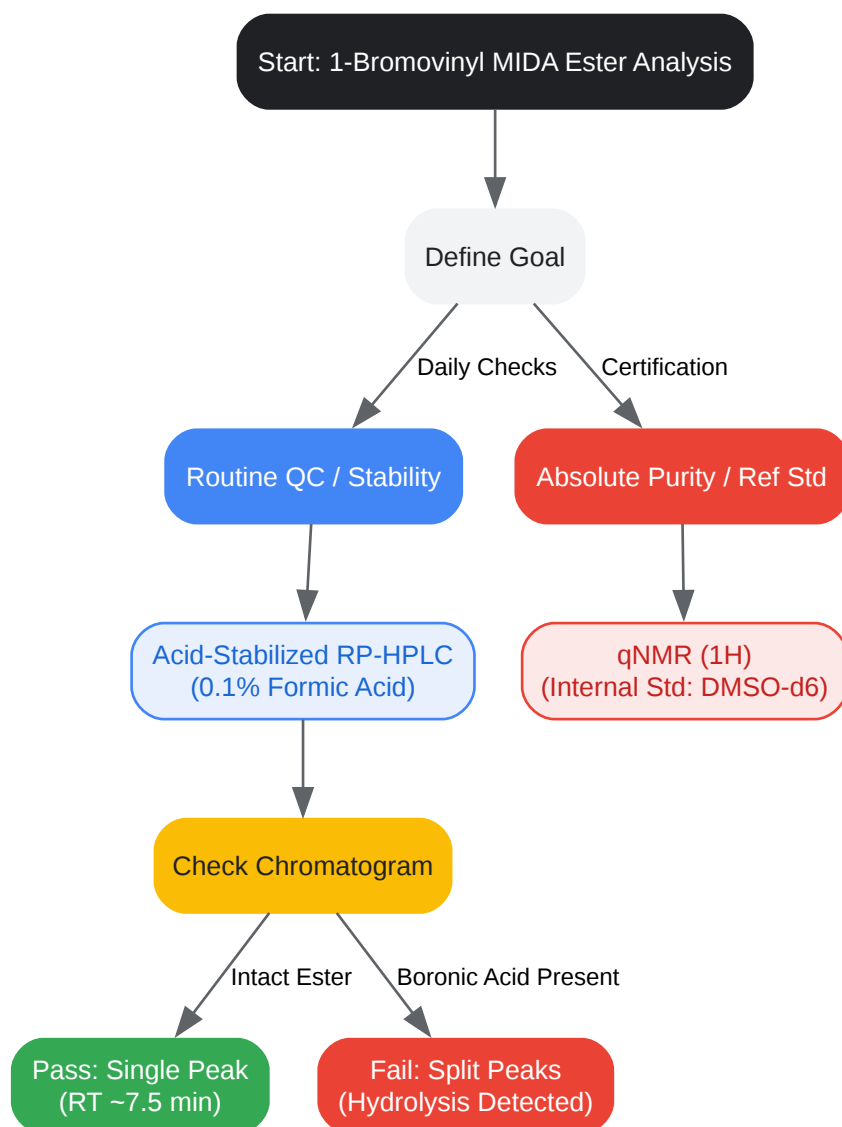 Start: 1-Bromovinyl MIDA Ester Analysis
Define Goal
Daily Checks
Certification
Routine QC / Stability
Absolute Purity / Ref Std
Acid-Stabilized RP-HPLC
(0.1% Formic Acid)
qNMR (1H)
(Internal Std: DMSO-d6)
Check Chromatogram
Intact Ester
Boronic Acid Present
Pass: Single Peak
(RT ~7.5 min)
Fail: Split Peaks
(Hydrolysis Detected)